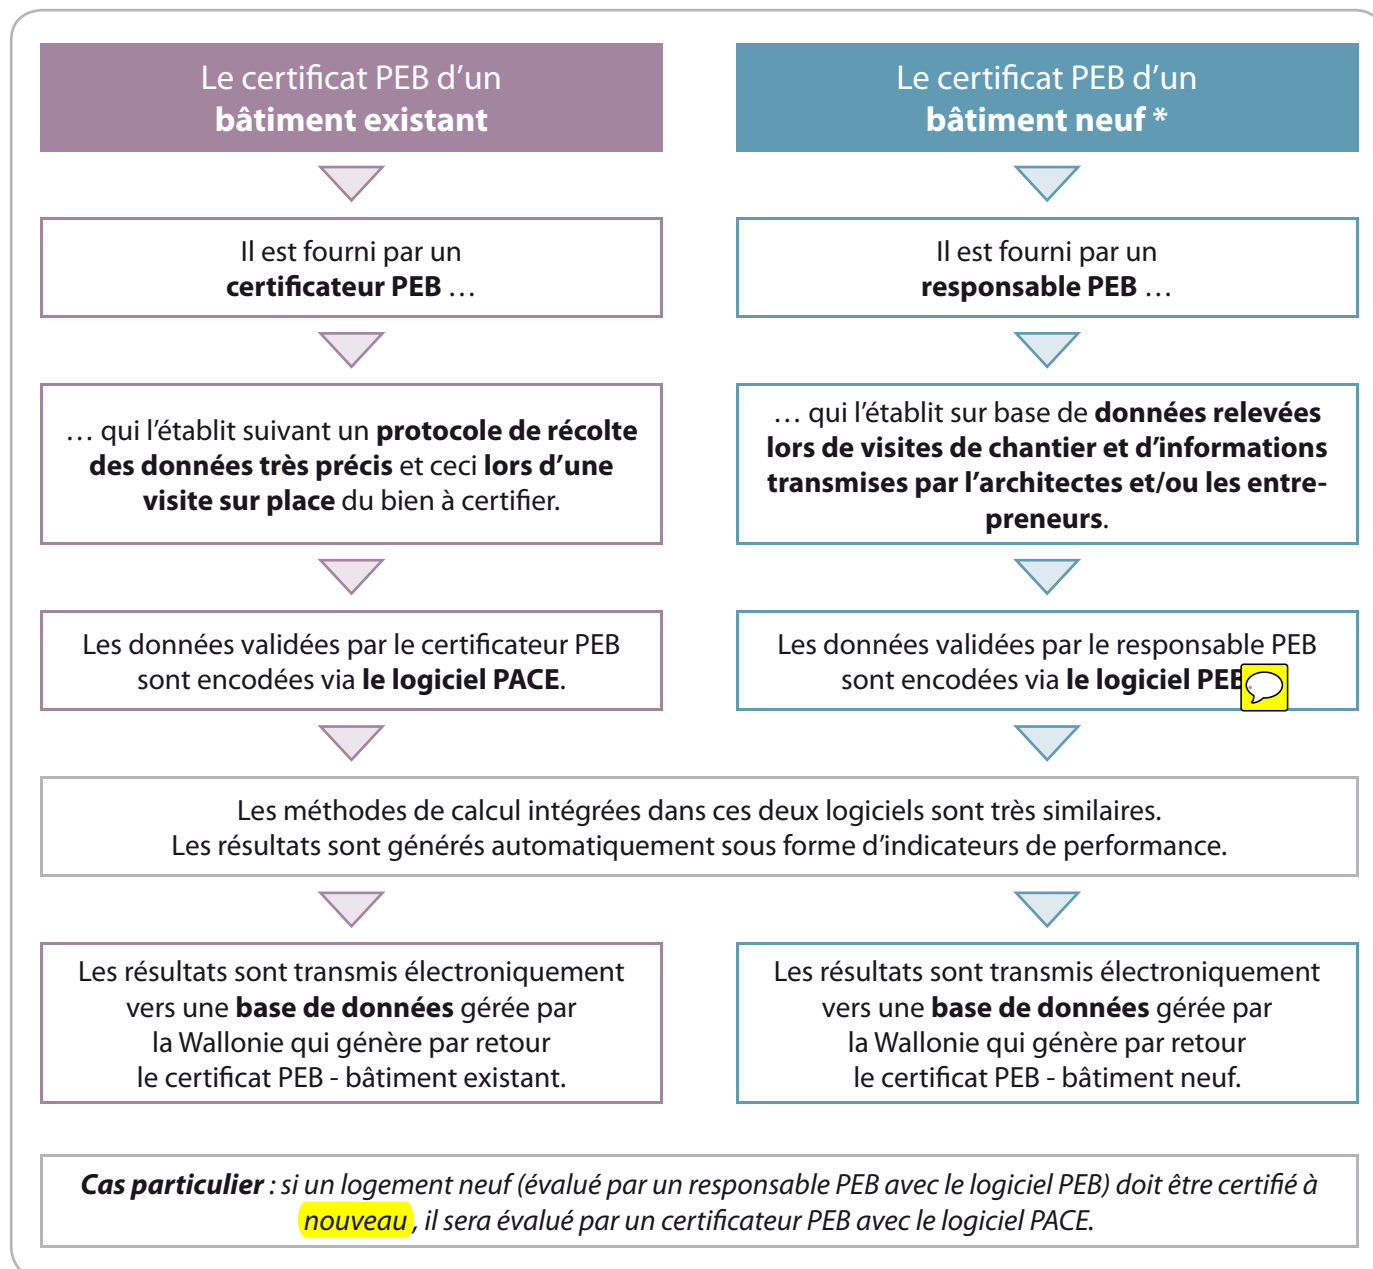 Le certificat PEB d'un
bâtiment existant
Il est fourni par un
certificateur PEB …
… qui l'établit suivant un protocole de récolte
des données très précis et ceci lors d'une
visite sur place du bien à certifier.
Les données validées par le certificateur PEB
sont encodées via le logiciel PACE.
Le certificat PEB d'un
bâtiment neuf *
Il est fourni par un
responsable PEB …
… qui l'établit sur base de données relevées
lors de visites de chantier et d'informations
transmises par l'architectes et/ou les entre-
preneurs.
Les données validées par le responsable PEB
sont encodées via le logiciel PEB
Les méthodes de calcul intégrées dans ces deux logiciels sont très similaires.
Les résultats sont générés automatiquement sous forme d'indicateurs de performance.
Les résultats sont transmis électroniquement
vers une base de données gérée par
la Wallonie qui génère par retour
le certificat PEB - bâtiment existant.
Les résultats sont transmis électroniquement
vers une base de données gérée par
la Wallonie qui génère par retour
le certificat PEB - bâtiment neuf.
Cas particulier : si un logement neuf (évalué par un responsable PEB avec le logiciel PEB) doit être certifié à
nouveau, il sera évalué par un certificateur PEB avec le logiciel PACE.